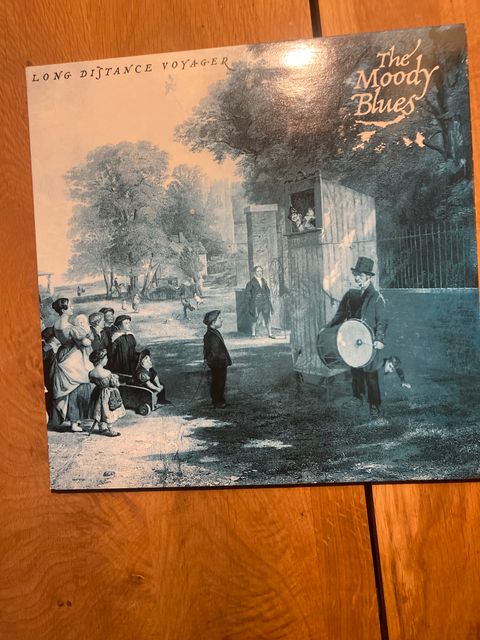 LONG DISTANCE VOYAGER
The
Moody
Blues